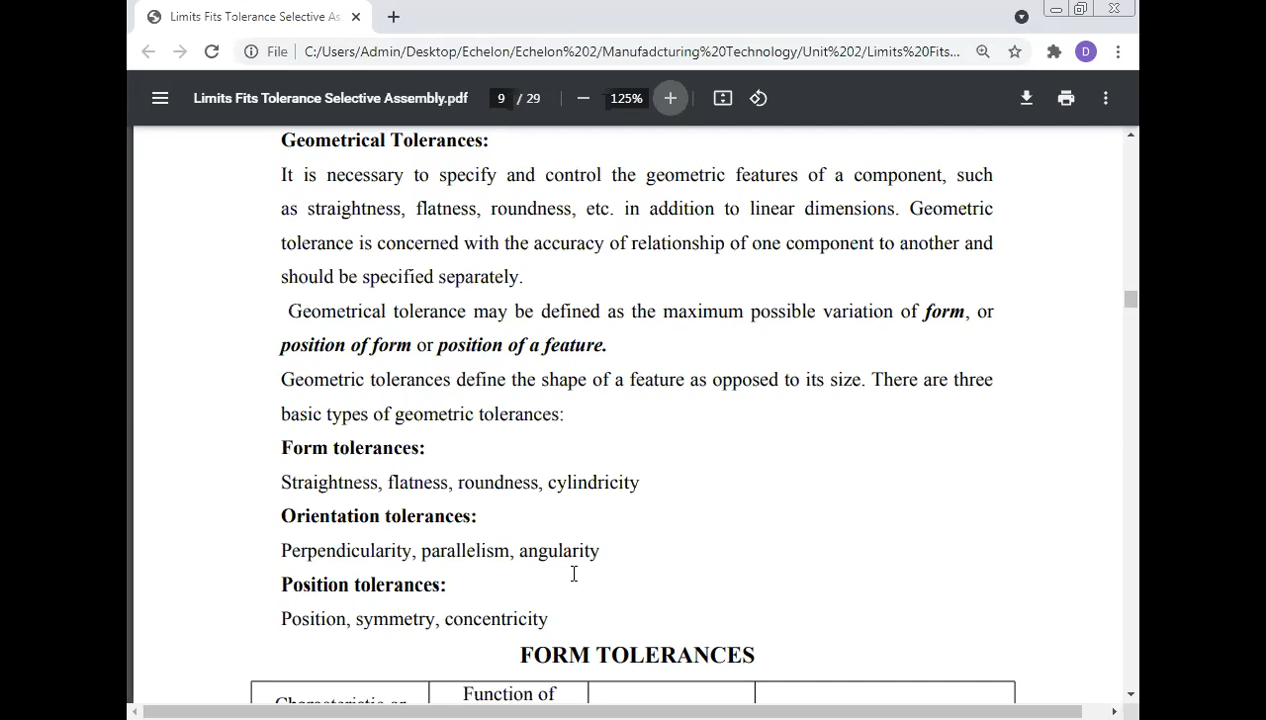 Limits Fits Tolerance Selective As
File C:/Users/Admin/Desktop/Echelon/Echelon%202/Manufadcturing%20Technology/Unit%202/Limits%20Fits... D
Limits Fits Tolerance Selective Assembly.pdf 9 / 29 125%
Geometrical Tolerances:
It is necessary to specify and control the geometric features of a component, such
as straightness, flatness, roundness, etc. in addition to linear dimensions. Geometric
tolerance is concerned with the accuracy of relationship of one component to another and
should be specified separately.
Geometrical tolerance may be defined as the maximum possible variation of form, or
position of form or position of a feature.
Geometric tolerances define the shape of a feature as opposed to its size. There are three
basic types of geometric tolerances:
Form tolerances:
Straightness, flatness, roundness, cylindricity
Orientation tolerances:
Perpendicularity, parallelism, angularity
Position tolerances:
Position, symmetry, concentricity
FORM TOLERANCES
Function of
Characteristic or